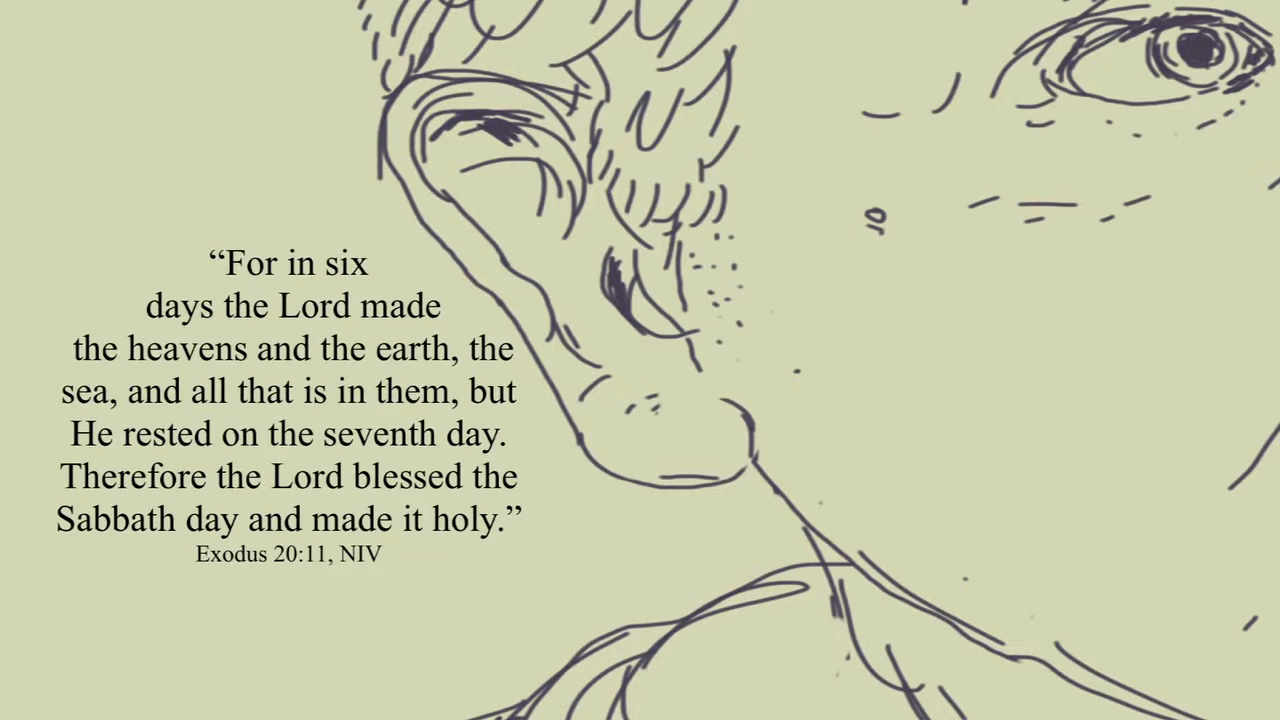 “For in six
days the Lord made
the heavens and the earth, the
sea, and all that is in them, but
He rested on the seventh day.
Therefore the Lord blessed the
Sabbath day and made it holy.”
Exodus 20:11, NIV